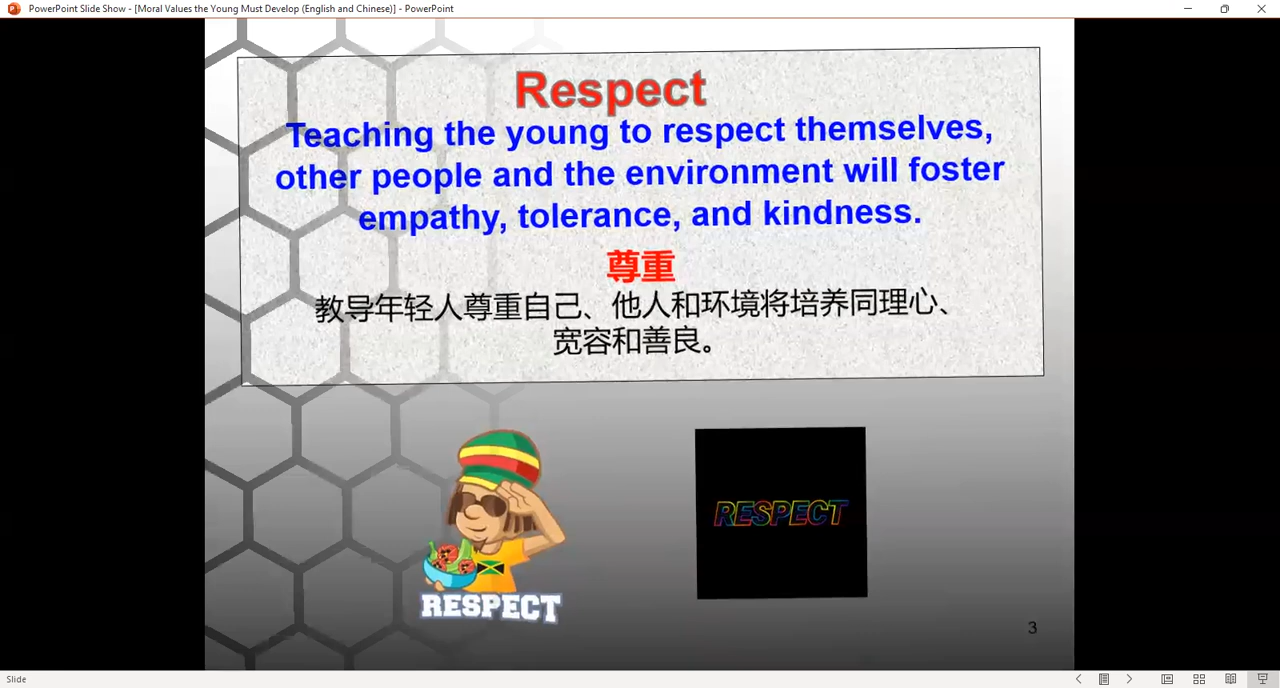 PowerPoint Slide Show - [Moral Values the Young Must Develop (English and Chinese)] - PowerPoint
Respect
Teaching the young to respect themselves,
other people and the environment will foster
empathy, tolerance, and kindness.
尊重
教导年轻人尊重自己、他人和环境将培养同理心、
宽容和善良。
RESPECT
RESPECT
3
Slide